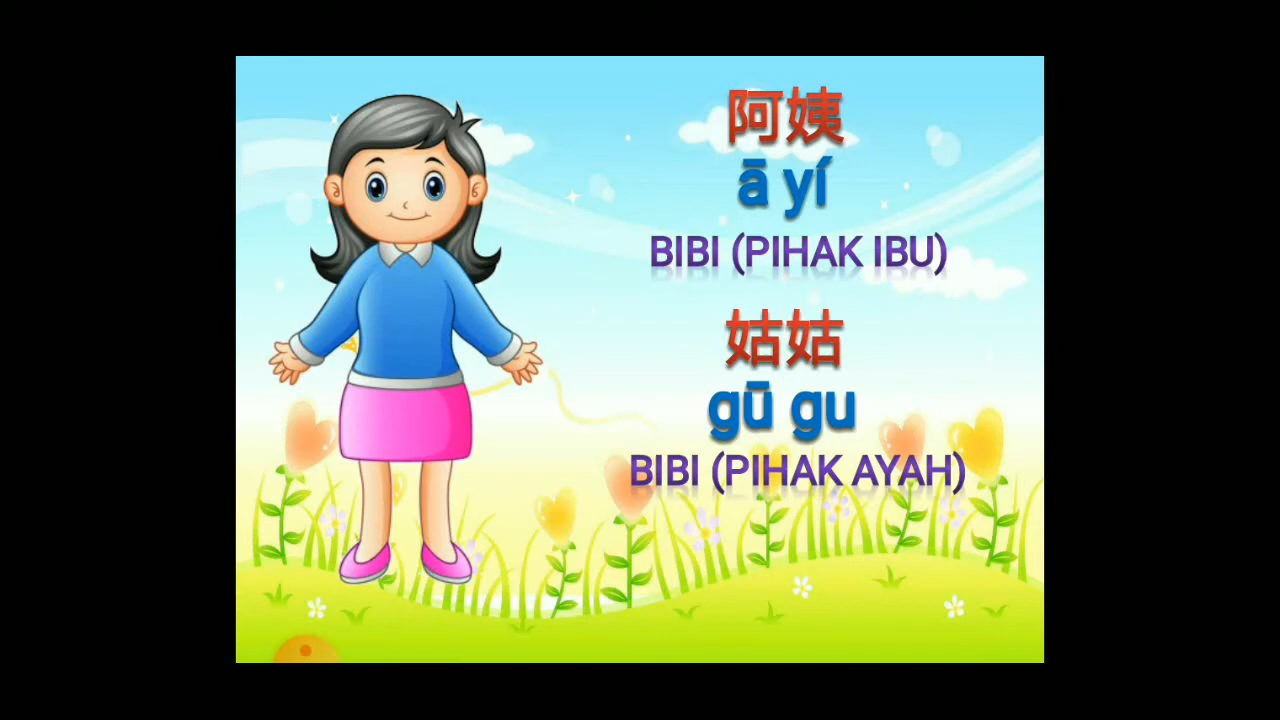 阿姨
ā yí
BIBI (PIHAK IBU)
姑姑
gū gu
BIBI (PIHAK AYAH)